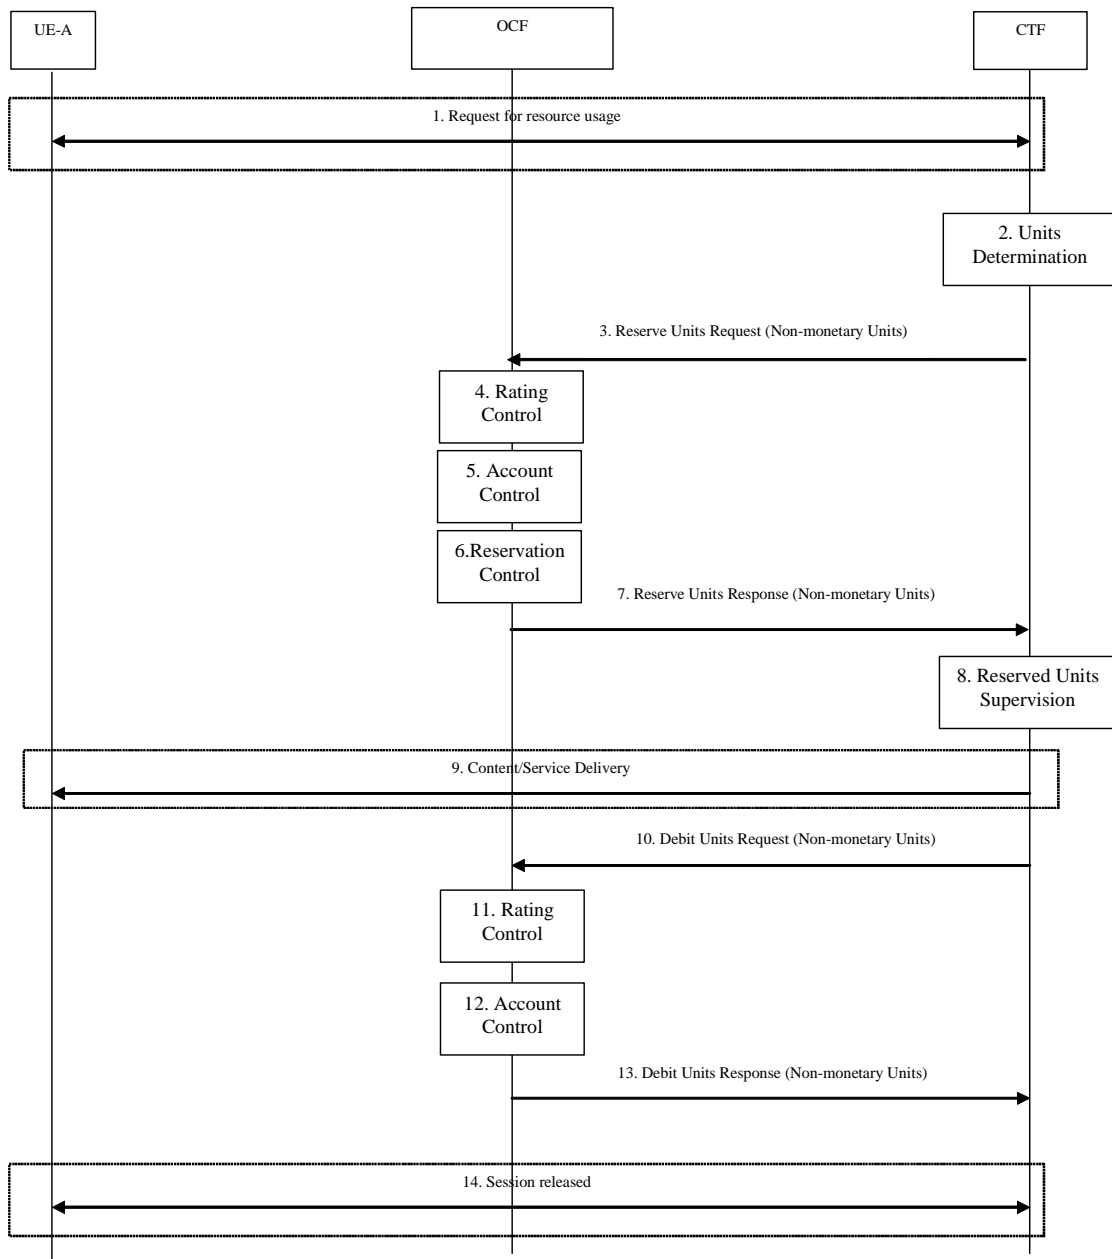 UE-A
OCF
CTF
1. Request for resource usage
2. Units
Determination
3. Reserve Units Request (Non-monetary Units)
4. Rating
Control
5. Account
Control
6.Reservation
Control
7. Reserve Units Response (Non-monetary Units)
8. Reserved Units
Supervision
9. Content/Service Delivery
10. Debit Units Request (Non-monetary Units)
11. Rating
Control
12. Account
Control
13. Debit Units Response (Non-monetary Units)
14. Session released